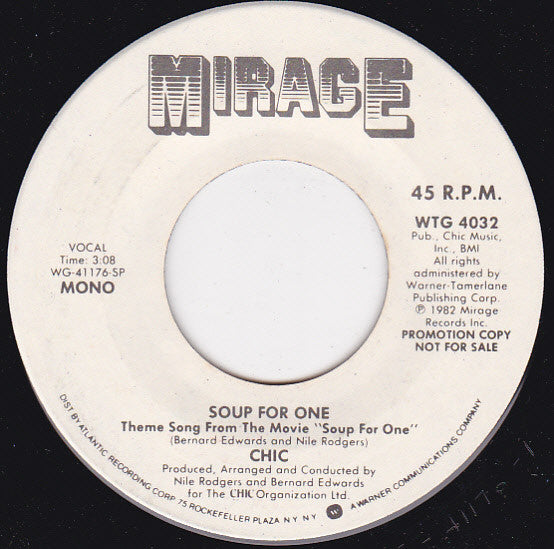 MIRAGE
45 R.P.M.
WTG 4032
Pub., Chic Music,
Inc., BMI
All rights
administered by
Warner-Tamerlane
Publishing Corp.
℗ 1982 Mirage
Records Inc.
PROMOTION COPY
NOT FOR SALE
VOCAL
Time: 3:08
WG-41176-SP
MONO
SOUP FOR ONE
Theme Song From The Movie "Soup For One"
(Bernard Edwards and Nile Rodgers)
CHIC
Produced, Arranged and Conducted by
Nile Rodgers and Bernard Edwards
for The CHIC Organization Ltd.
DIST BY ATLANTIC RECORDING CORP 75 ROCKEFELLER PLAZA NY NY W A WARNER COMMUNICATIONS COMPANY